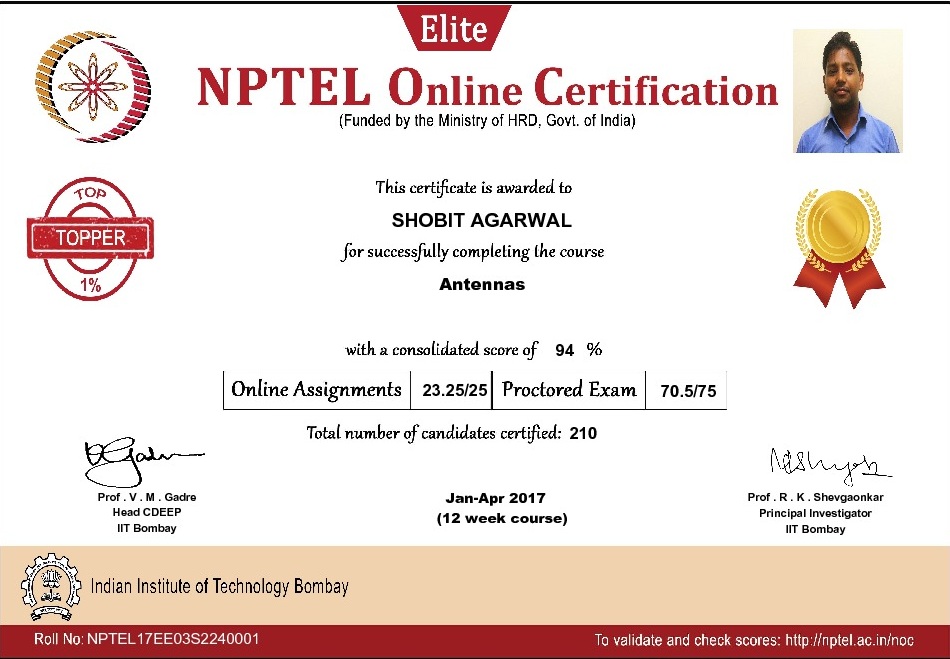 Elite
NPTEL Online Certification
(Funded by the Ministry of HRD, Govt. of India)
TOP
TOPPER
1%
This certificate is awarded to
SHOBIT AGARWAL
for successfully completing the course
Antennas
with a consolidated score of 94 %
Online Assignments 23.25/25 Proctored Exam 70.5/75
Total number of candidates certified: 210
Prof . V . M . Gadre
Head CDEEP
IIT Bombay
Jan-Apr 2017
(12 week course)
Prof . R . K . Shevgaonkar
Principal Investigator
IIT Bombay
Indian Institute of Technology Bombay
Roll No: NPTEL17EE03S2240001
To validate and check scores: http://nptel.ac.in/noc